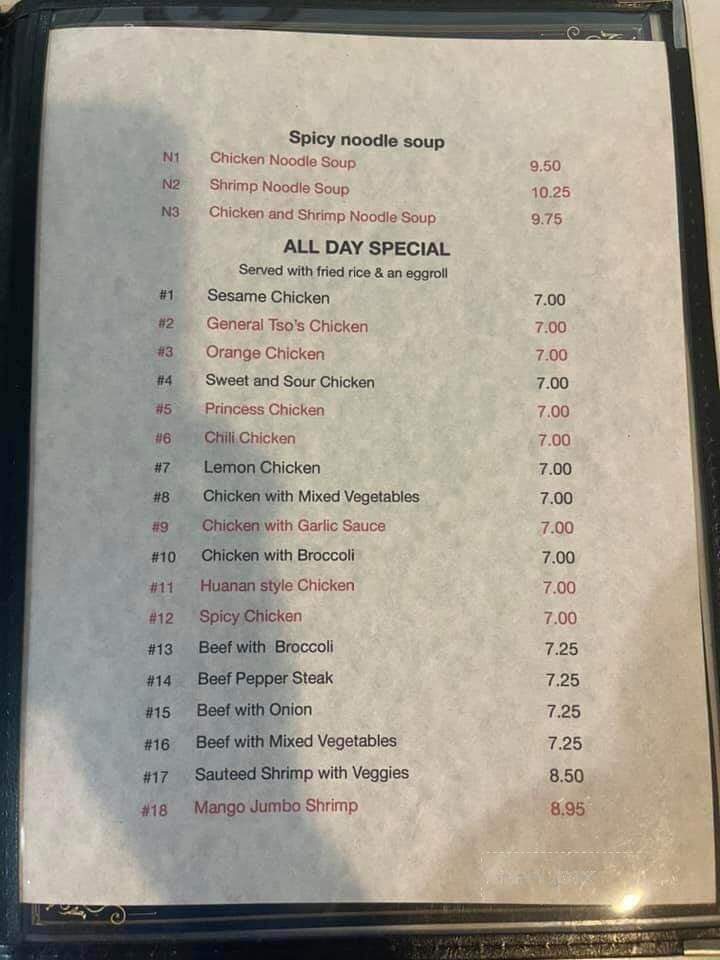 Spicy noodle soup
N1 Chicken Noodle Soup 9.50
N2 Shrimp Noodle Soup 10.25
N3 Chicken and Shrimp Noodle Soup 9.75
ALL DAY SPECIAL
Served with fried rice & an eggroll
#1 Sesame Chicken 7.00
#2 General Tso's Chicken 7.00
#3 Orange Chicken 7.00
#4 Sweet and Sour Chicken 7.00
#5 Princess Chicken 7.00
#6 Chili Chicken 7.00
#7 Lemon Chicken 7.00
#8 Chicken with Mixed Vegetables 7.00
#9 Chicken with Garlic Sauce 7.00
#10 Chicken with Broccoli 7.00
#11 Huanan style Chicken 7.00
#12 Spicy Chicken 7.00
#13 Beef with Broccoli 7.25
#14 Beef Pepper Steak 7.25
#15 Beef with Onion 7.25
#16 Beef with Mixed Vegetables 7.25
#17 Sauteed Shrimp with Veggies 8.50
#18 Mango Jumbo Shrimp 8.95